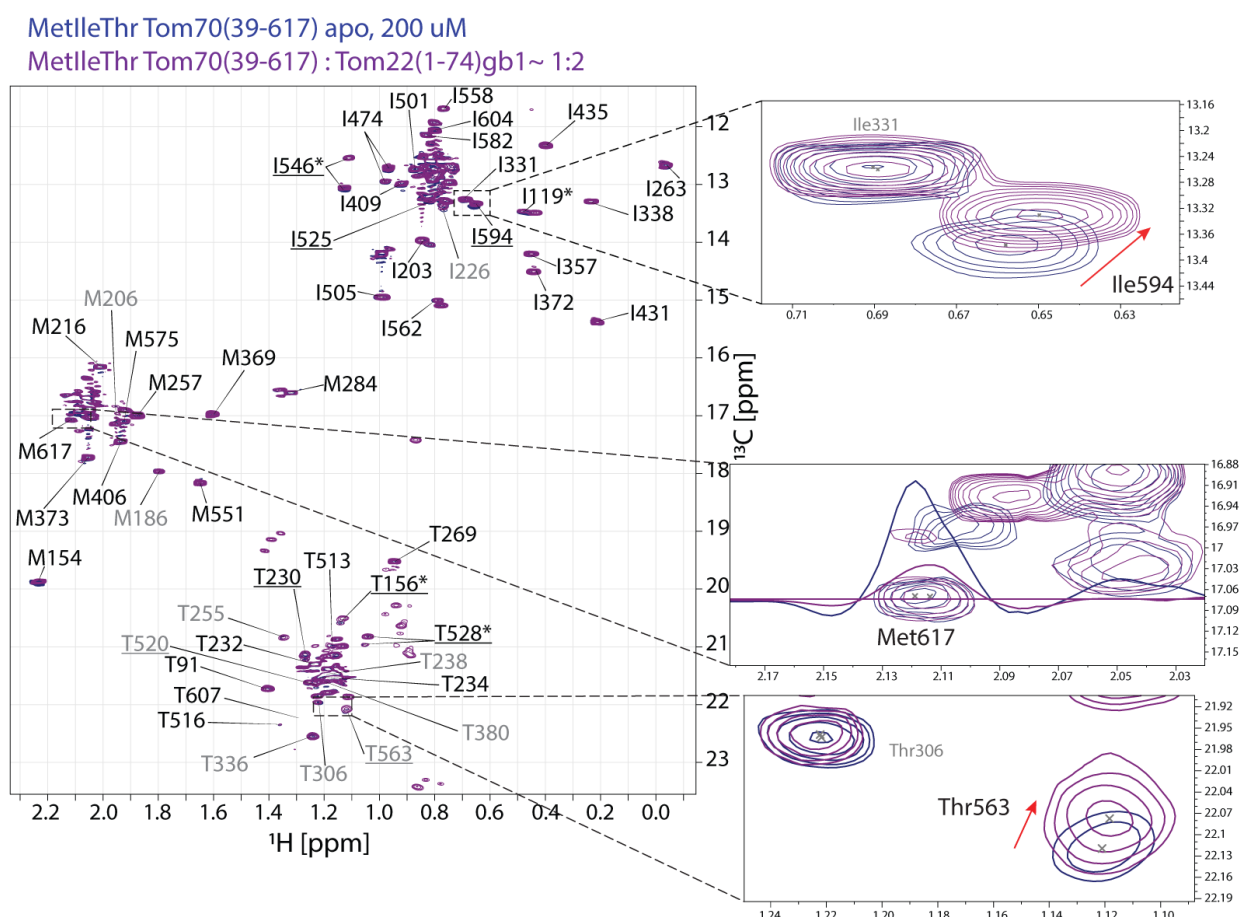 MetIleThr Tom70(39-617) apo, 200 uM
MetIleThr Tom70(39-617) : Tom22(1-74)gb1~ 1:2
I558
I501
I604
I474
I582
I435
I546*
I331
I263
I409
I119*
I338
I525
I594
I203
I226
I357
I372
I505
I562
I431
M206
M216
M575
M369
M257
M284
M617
M406
M373
M186
M551
M154
T269
T513
T230
T156*
T255
T232
T528*
T520
T238
T91
T234
T607
T516
T380
T336
T306
T563
12
13
14
15
16
17
18
19
20
21
22
23
¹³C [ppm]
2.2 2.0 1.8 1.6 1.4 1.2 1.0 0.8 0.6 0.4 0.2 0.0
¹H [ppm]
Ile331
Ile594
13.16
13.2
13.24
13.28
13.32
13.36
13.4
13.44
0.71 0.69 0.67 0.65 0.63
Met617
16.88
16.91
16.94
16.97
17
17.03
17.06
17.09
17.12
17.15
2.17 2.15 2.13 2.11 2.09 2.07 2.05 2.03
Thr306
Thr563
21.92
21.95
21.98
22.01
22.04
22.07
22.1
22.13
22.16
22.19
1.24 1.22 1.20 1.18 1.16 1.14 1.12 1.10